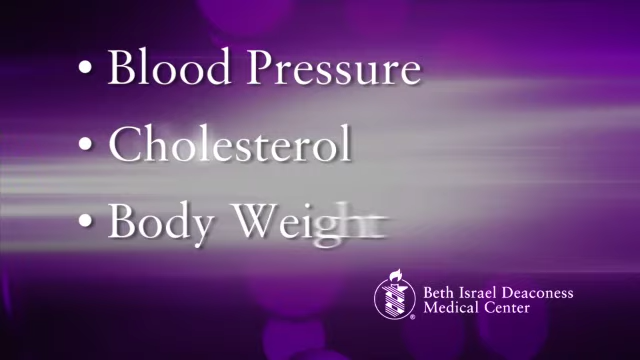 • Blood Pressure
• Cholesterol
• Body Weight
Beth Israel Deaconess
Medical Center
®